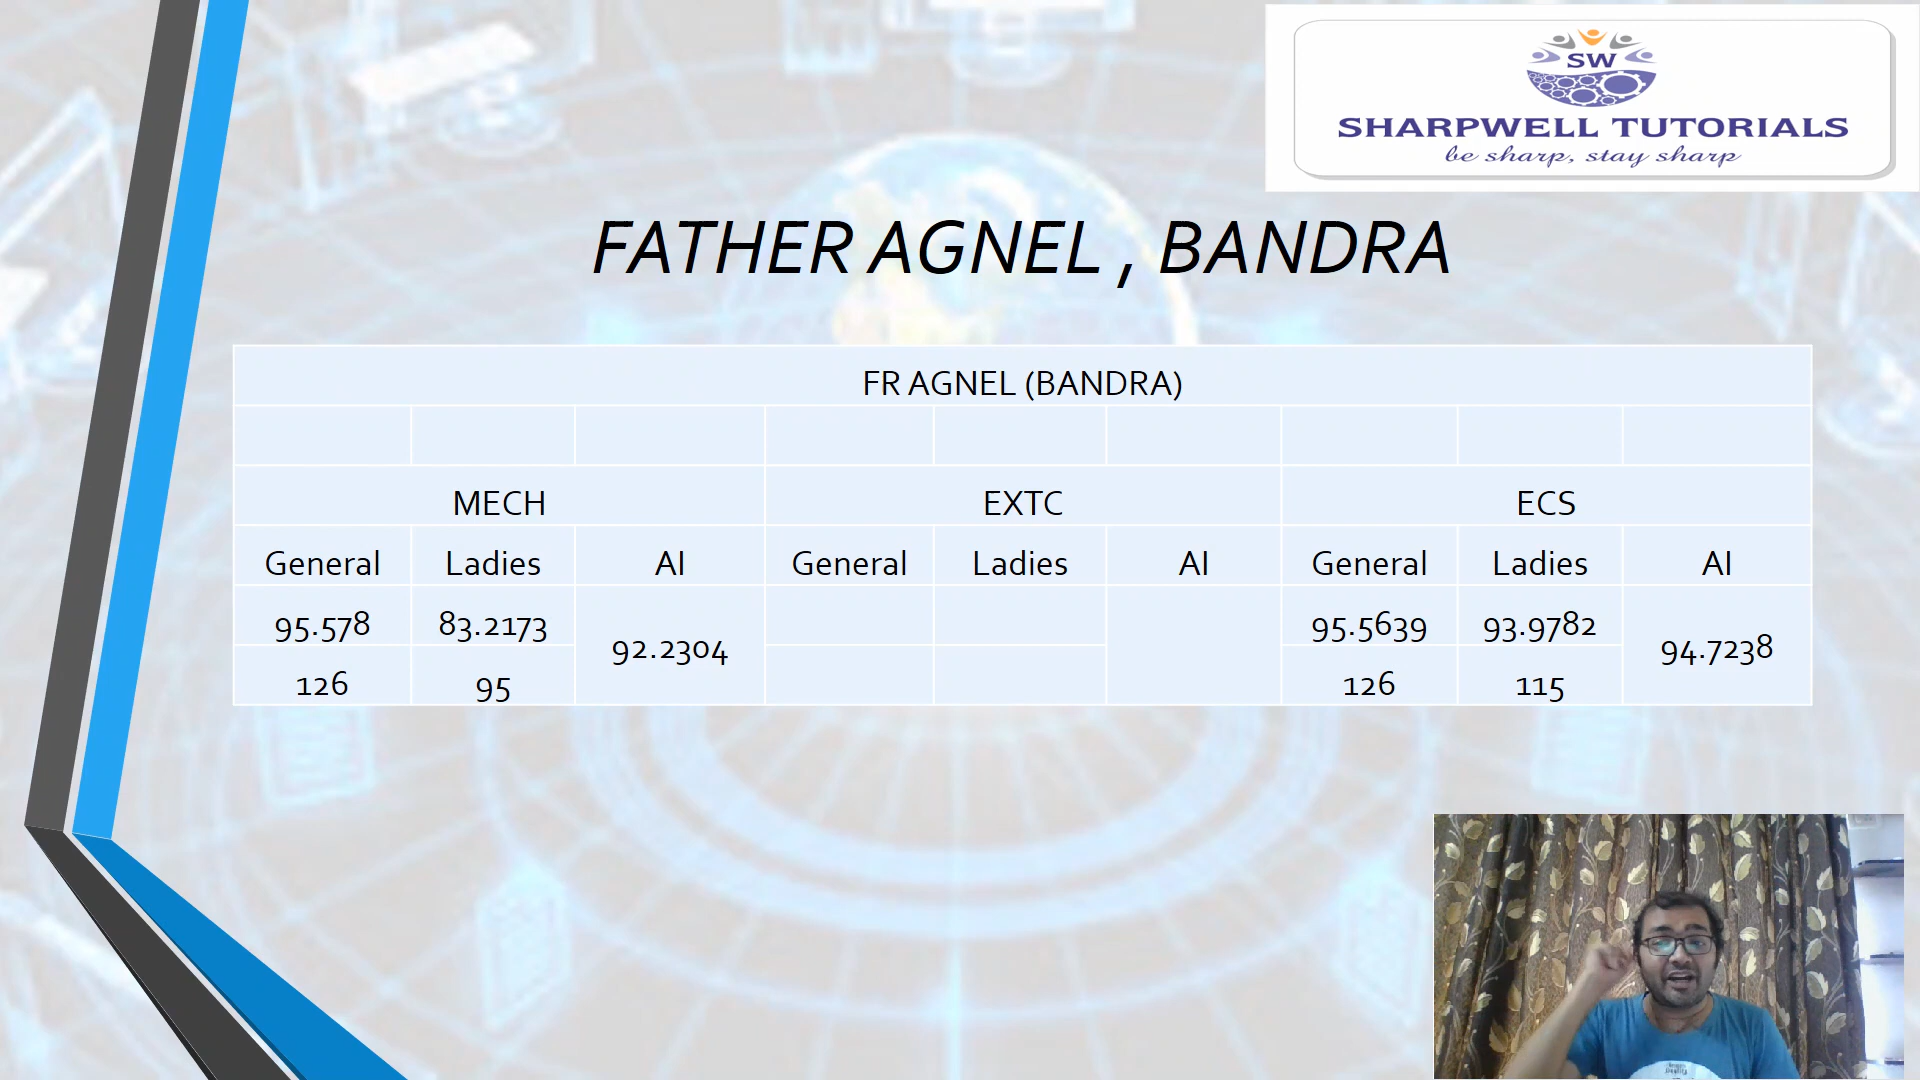 SW
SHARPWELL TUTORIALS
be sharp, stay sharp
FATHER AGNEL , BANDRA
FR AGNEL (BANDRA)
MECH EXTC ECS
General Ladies AI General Ladies AI General Ladies AI
95.578 83.2173 92.2304 95.5639 93.9782 94.7238
126 95 126 115